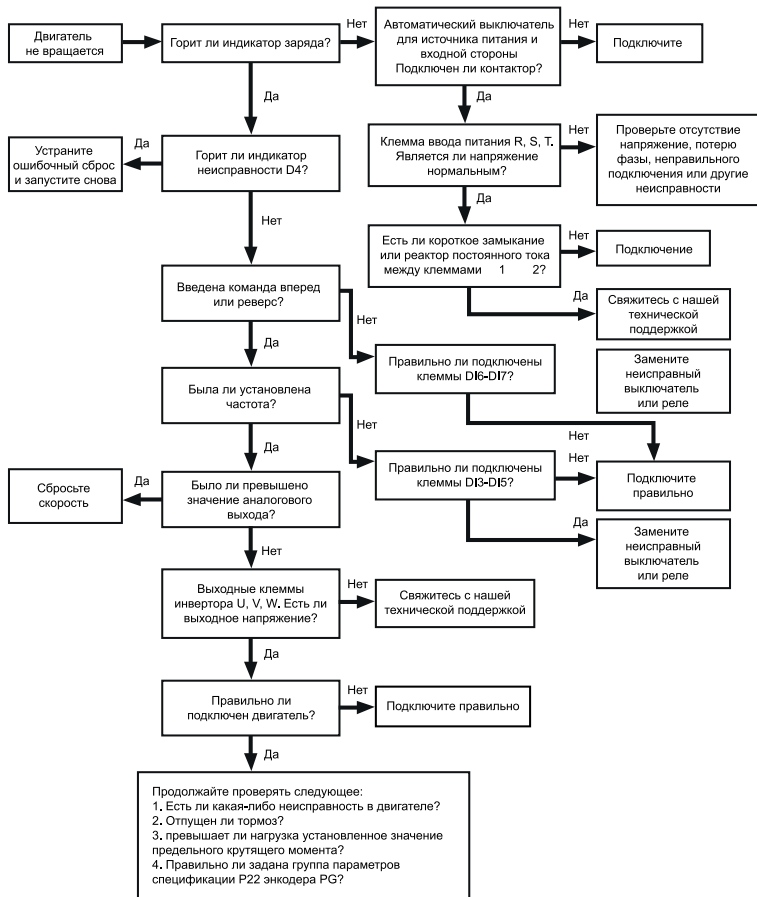 Двигатель
не вращается
Горит ли индикатор заряда?
Нет
Автоматический выключатель
для источника питания и
входной стороны
Подключен ли контактор?
Нет
Подключите
Да
Да
Устраните
ошибочный сброс
и запустите снова
Да
Горит ли индикатор
неисправности D4?
Клемма ввода питания R, S, T.
Является ли напряжение
нормальным?
Нет
Проверьте отсутствие
напряжение, потерю
фазы, неправильного
подключения или другие
неисправности
Нет
Да
Есть ли короткое замыкание
или реактор постоянного тока
между клеммами 1 2?
Нет
Подключение
Введена команда вперед
или реверс?
Да
Свяжитесь с нашей
технической
поддержкой
Нет
Да
Правильно ли подключены
клеммы DI6-DI7?
Замените
неисправный
выключатель
или реле
Была ли установлена
частота?
Нет
Нет
Да
Правильно ли подключены
клеммы DI3-DI5?
Нет
Подключите
правильно
Сбросьте
скорость
Да
Было ли превышено
значение аналогового
выхода?
Да
Замените
неисправный
выключатель
или реле
Нет
Выходные клеммы
инвертора U, V, W. Есть ли
выходное напряжение?
Нет
Свяжитесь с нашей
технической поддержкой
Да
Правильно ли
подключен двигатель?
Нет
Подключите правильно
Да
Продолжайте проверять следующее:
1. Есть ли какая-либо неисправность в двигателе?
2. Отпущен ли тормоз?
3. превышает ли нагрузка установленное значение
предельного крутящего момента?
4. Правильно ли задана группа параметров
спецификации P22 энкодера PG?